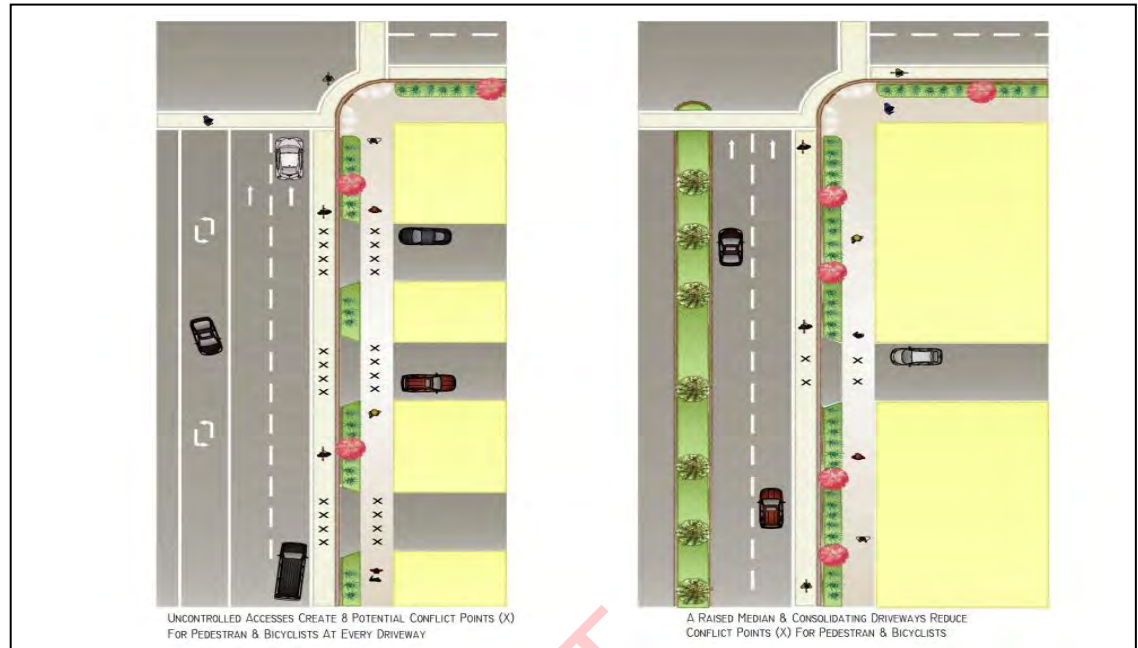 UNCONTROLLED ACCESSES CREATE 8 POTENTIAL CONFLICT POINTS (X)
FOR PEDESTRAN & BICYCLISTS AT EVERY DRIVEWAY
A RAISED MEDIAN & CONSOLIDATING DRIVEWAYS REDUCE
CONFLICT POINTS (X) FOR PEDESTRIAN & BICYCLISTS